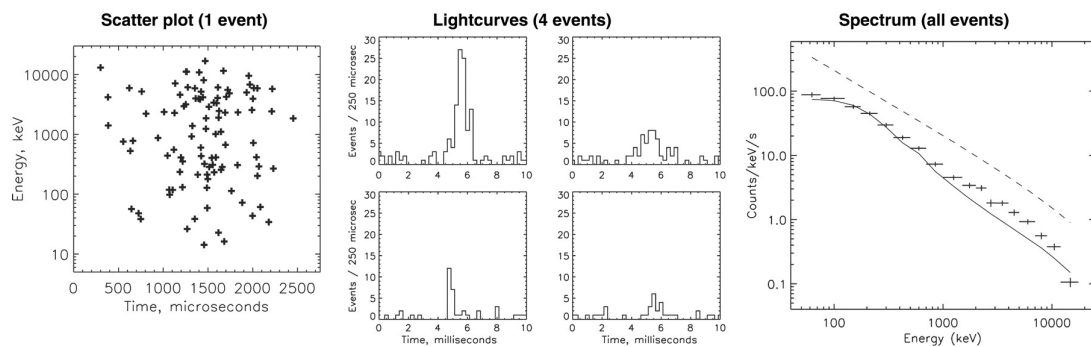 Scatter plot (1 event)
Lightcurves (4 events)
Spectrum (all events)
10000
1000
100
10
Energy, keV
0 500 1000 1500 2000 2500
Time, microseconds
30
25
20
15
10
5
0
Events / 250 microsec
0 2 4 6 8 10
30
25
20
15
10
5
0
0 2 4 6 8 10
30
25
20
15
10
5
0
Events / 250 microsec
0 2 4 6 8 10
Time, milliseconds
30
25
20
15
10
5
0
0 2 4 6 8 10
Time, milliseconds
100.0
10.0
1.0
0.1
Counts/keV/s
100 1000 10000
Energy (keV)